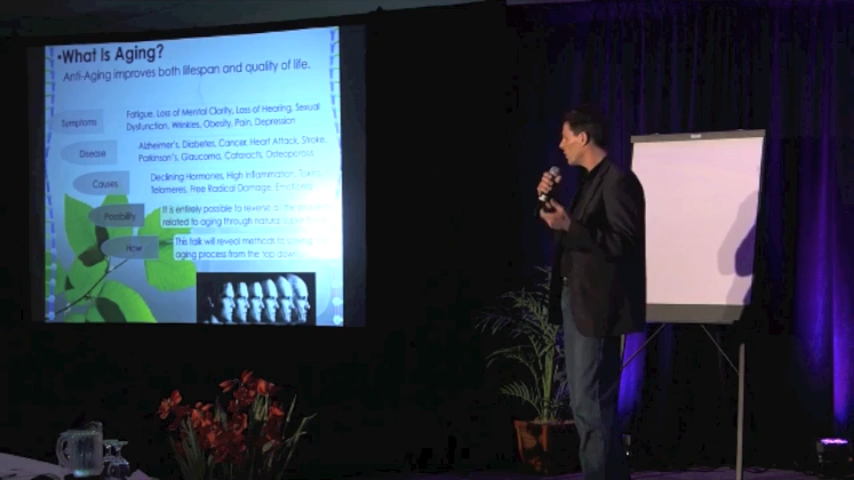 •What Is Aging?
Anti-Aging improves both lifespan and quality of life.
Symptoms
Fatigue, Loss of Mental Clarity, Loss of Hearing, Sexual
Dysfunction, Wrinkles, Obesity, Pain, Depression
Disease
Alzheimer's, Diabetes, Cancer, Heart Attack, Stroke,
Parkinson's, Glaucoma, Cataracts, Osteoporosis
Causes
Declining Hormones, High Inflammation, Toxins,
Telomeres, Free Radical Damage,
Possibility
It is entirely possible to reverse
related to aging through natural
How
This talk will reveal methods to
aging process from the top down